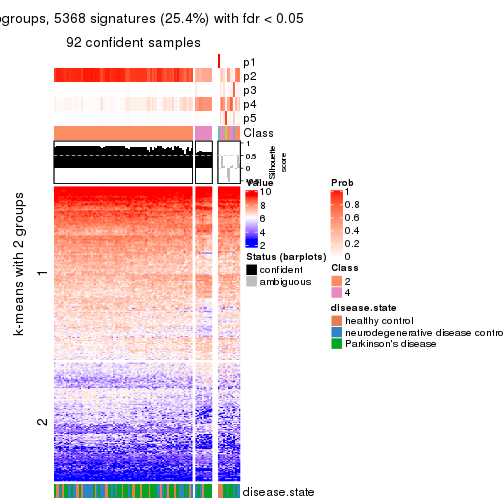 ogroups, 5368 signatures (25.4%) with fdr < 0.05
92 confident samples
p1
p2
p3
p4
p5
Class
1
0.5
0
Silhouette
score
k-means with 2 groups
1
2
Value
10
8
6
4
2
Status (barplots)
confident
ambiguous
Prob
1
0.8
0.6
0.4
0.2
0
Class
2
4
disease.state
healthy control
neurodegenerative disease contro
Parkinson's disease
disease.state